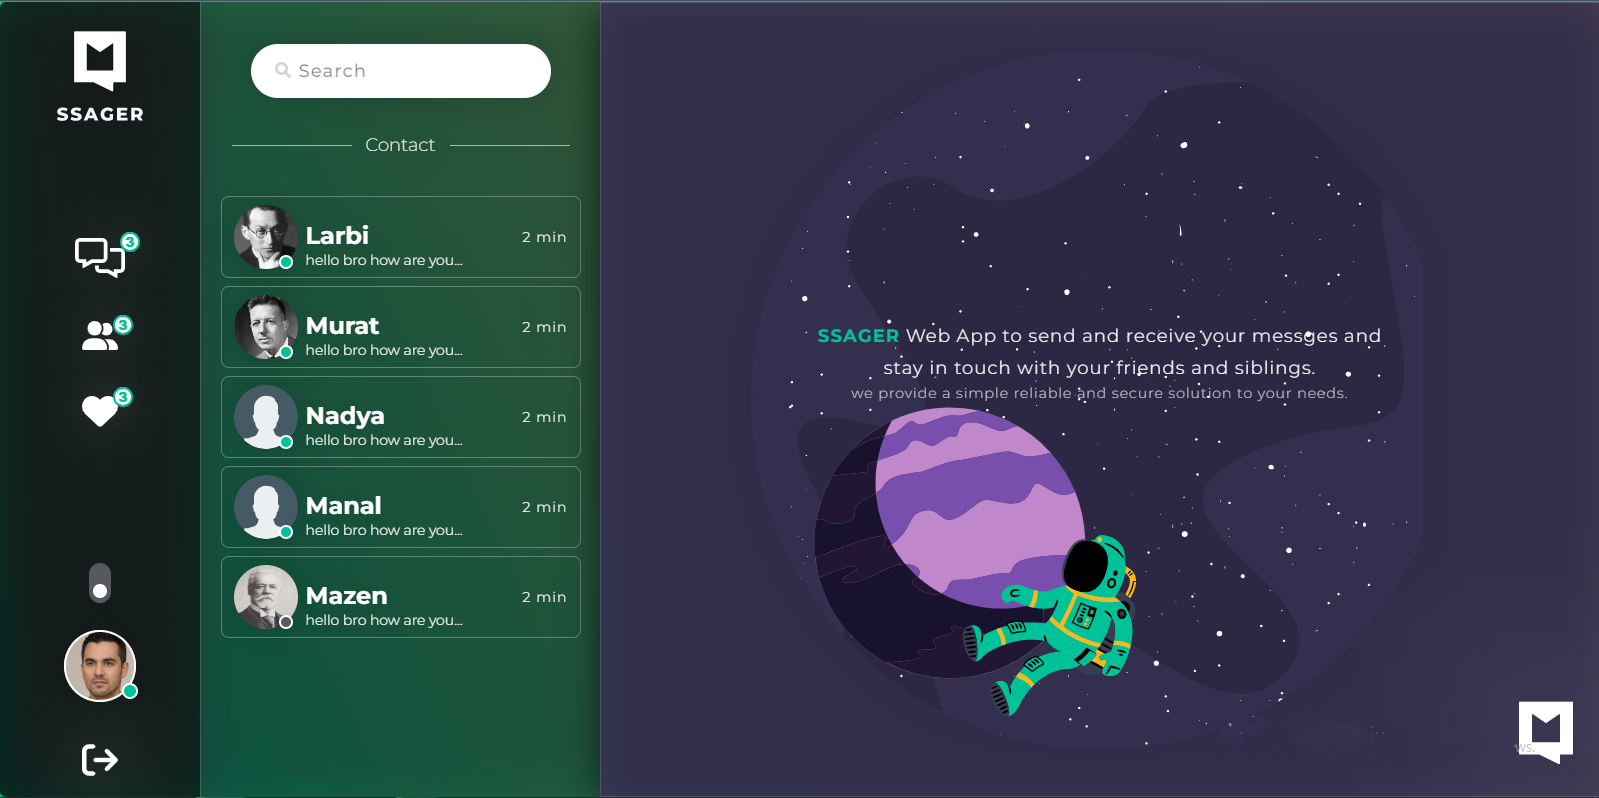 SSAGER
3
3
3
Search
Contact
Larbi
2 min
hello bro how are you...
Murat
2 min
hello bro how are you...
Nadya
2 min
hello bro how are you...
Manal
2 min
hello bro how are you...
Mazen
2 min
hello bro how are you...
SSAGER Web App to send and receive your messges and
stay in touch with your friends and siblings.
we provide a simple reliable and secure solution to your needs.
ws.